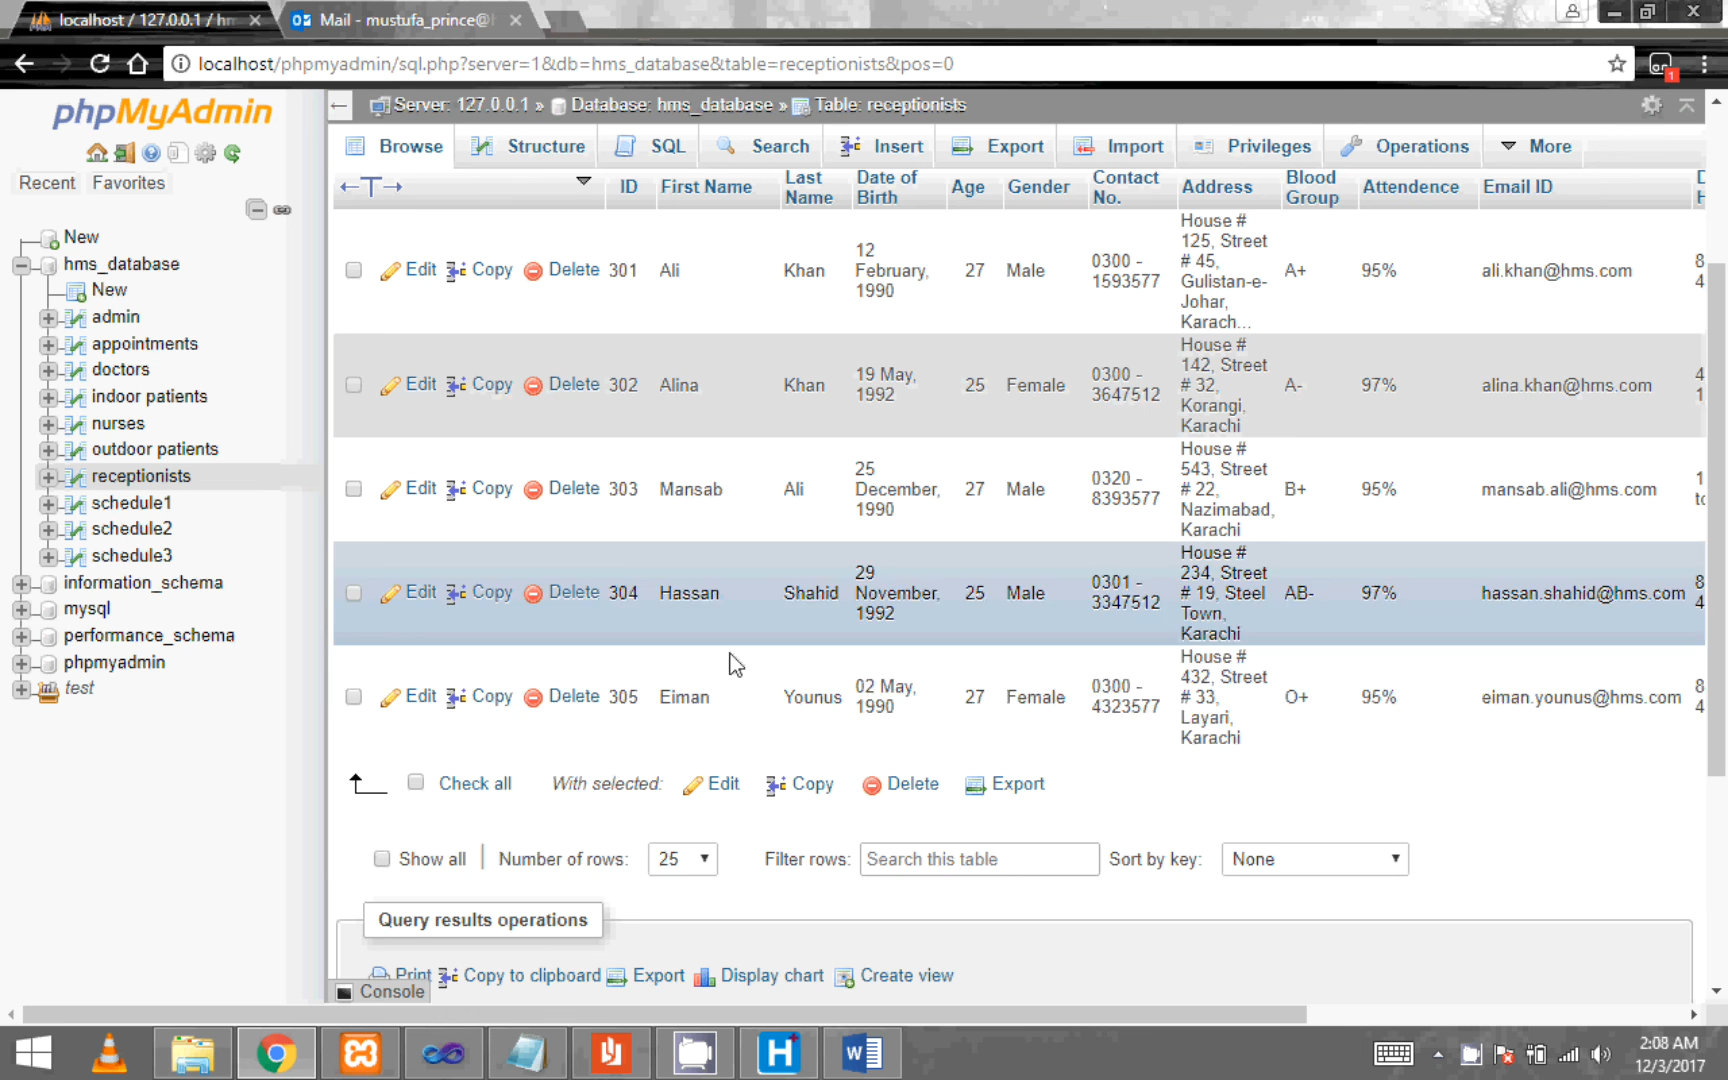 localhost / 127.0.0.1 / hm
Mail - mustufa_prince@
localhost/phpmyadmin/sql.php?server=1&db=hms_database&table=receptionists&pos=0
1
phpMyAdmin
Recent Favorites
New
hms_database
New
admin
appointments
doctors
indoor patients
nurses
outdoor patients
receptionists
schedule1
schedule2
schedule3
information_schema
mysql
performance_schema
phpmyadmin
test
Server: 127.0.0.1 » Database: hms_database » Table: receptionists
Browse Structure SQL Search Insert Export Import Privileges Operations More
ID First Name Last Name Date of Birth Age Gender Contact No. Address Blood Group Attendence Email ID
Edit Copy Delete 301 Ali Khan 12 February, 1990 27 Male 0300 - 1593577 House # 125, Street # 45, Gulistan-e-Johar, Karach... A+ 95% ali.khan@hms.com
Edit Copy Delete 302 Alina Khan 19 May, 1992 25 Female 0300 - 3647512 House # 142, Street # 32, Korangi, Karachi A- 97% alina.khan@hms.com
Edit Copy Delete 303 Mansab Ali 25 December, 1990 27 Male 0320 - 8393577 House # 543, Street # 22, Nazimabad, Karachi B+ 95% mansab.ali@hms.com
Edit Copy Delete 304 Hassan Shahid 29 November, 1992 25 Male 0301 - 3347512 House # 234, Street # 19, Steel Town, Karachi AB- 97% hassan.shahid@hms.com
Edit Copy Delete 305 Eiman Younus 02 May, 1990 27 Female 0300 - 4323577 House # 432, Street # 33, Layari, Karachi O+ 95% eiman.younus@hms.com
Check all With selected: Edit Copy Delete Export
Show all Number of rows: 25 Filter rows: Search this table Sort by key: None
Query results operations
Print Copy to clipboard Export Display chart Create view
Console
2:08 AM
12/3/2017